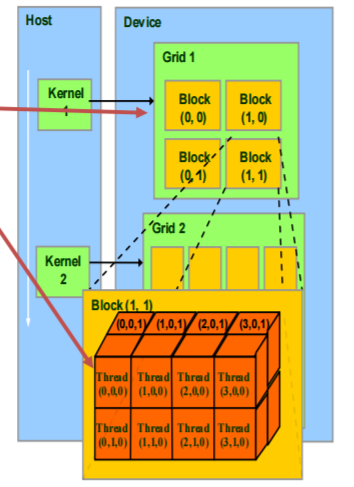 Host
Device
Grid 1
Kernel
1
Block
(0, 0)
Block
(1, 0)
Block
(0, 1)
Block
(1, 1)
Grid 2
Kernel
2
Block (1, 1)
(0,0,1) (1,0,1) (2,0,1) (3,0,1)
Thread
(0,0,0)
Thread
(1,0,0)
Thread
(2,0,0)
Thread
(3,0,0)
Thread
(0,1,0)
Thread
(1,1,0)
Thread
(2,1,0)
Thread
(3,1,0)